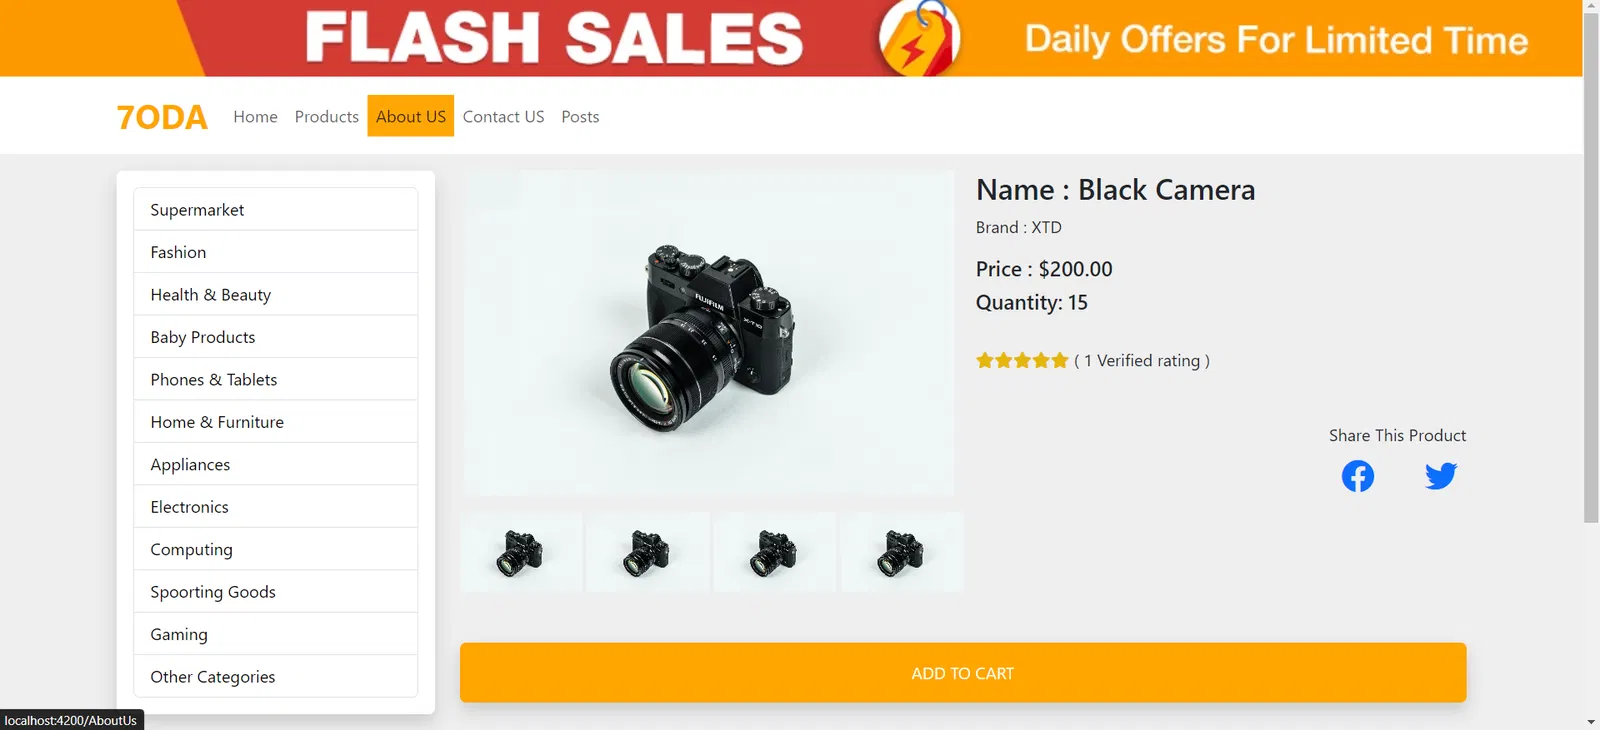 FLASH SALES
Daily Offers For Limited Time
7ODA
Home
Products
About US
Contact US
Posts
Supermarket
Fashion
Health & Beauty
Baby Products
Phones & Tablets
Home & Furniture
Appliances
Electronics
Computing
Spoorting Goods
Gaming
Other Categories
FUJIFILM
X-T10
Name : Black Camera
Brand : XTD
Price : $200.00
Quantity: 15
( 1 Verified rating )
Share This Product
ADD TO CART
localhost:4200/AboutUs